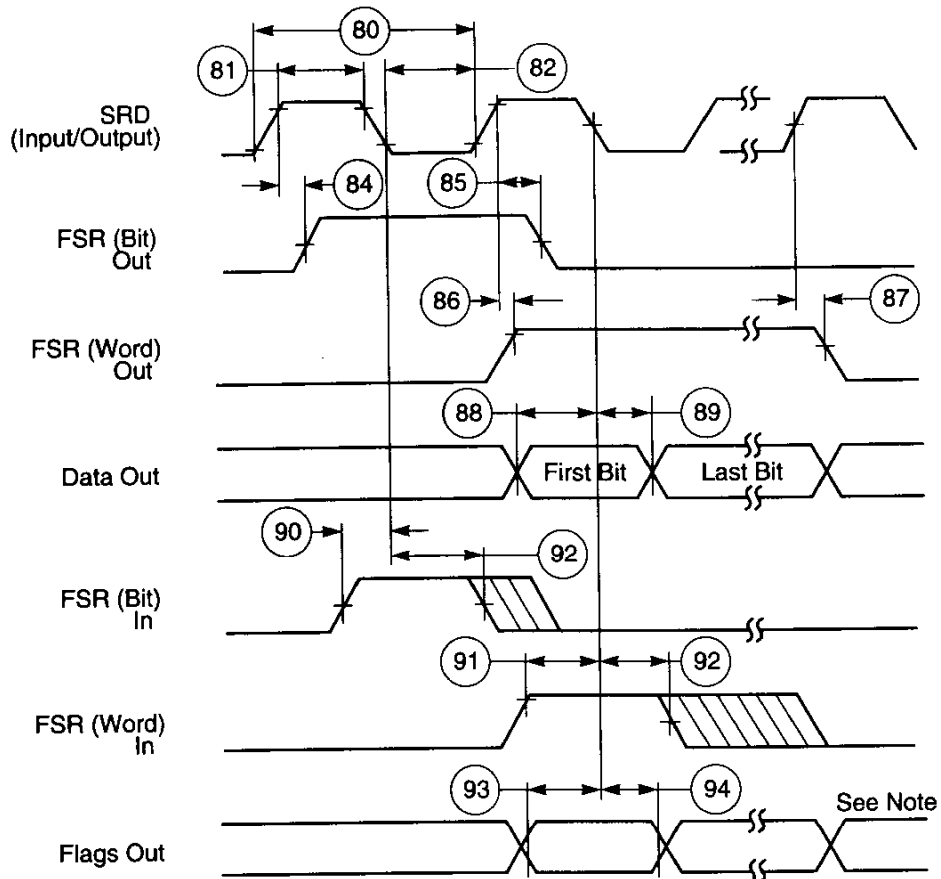 80
81
82
SRD
(Input/Output)
84
85
FSR (Bit)
Out
86
87
FSR (Word)
Out
88
89
Data Out
First Bit
Last Bit
90
92
FSR (Bit)
In
91
92
FSR (Word)
In
93
94
See Note
Flags Out